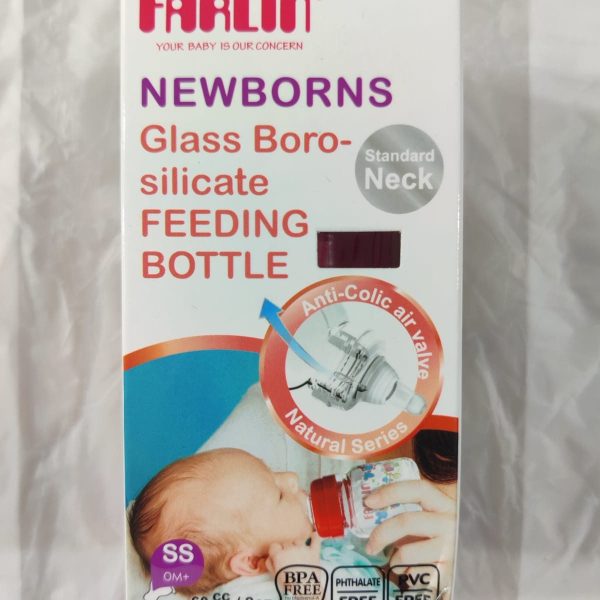 FARLIN
YOUR BABY IS OUR CONCERN
NEWBORNS
Glass Boro-
silicate
FEEDING
BOTTLE
Standard
Neck
Anti-Colic air valve
Natural Series
FARLIN
SS
0M+
BPA
FREE
PHTHALATE
FREE
PVC
FREE